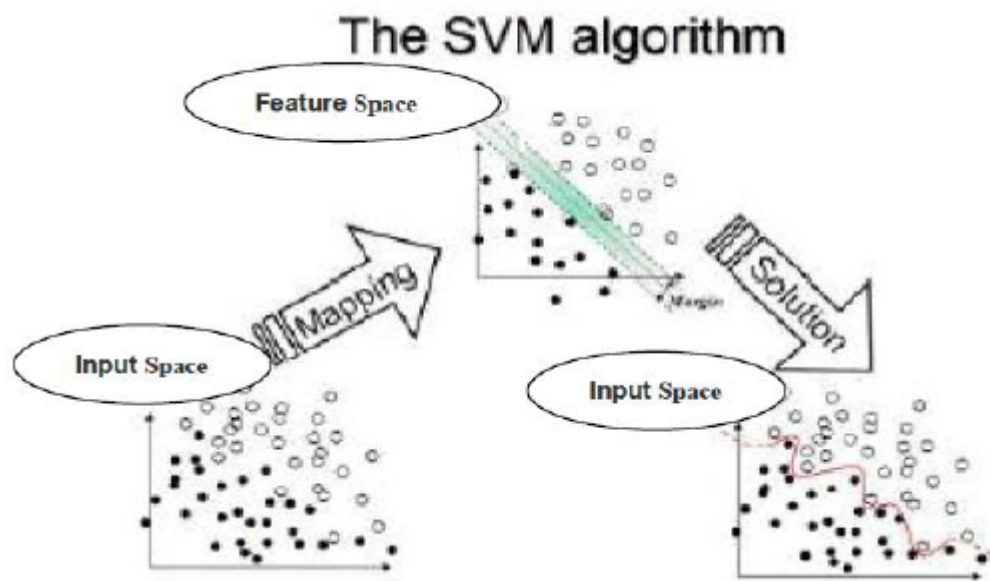 The SVM algorithm
Feature Space
Mapping
Margin
Solution
Input Space
Input Space